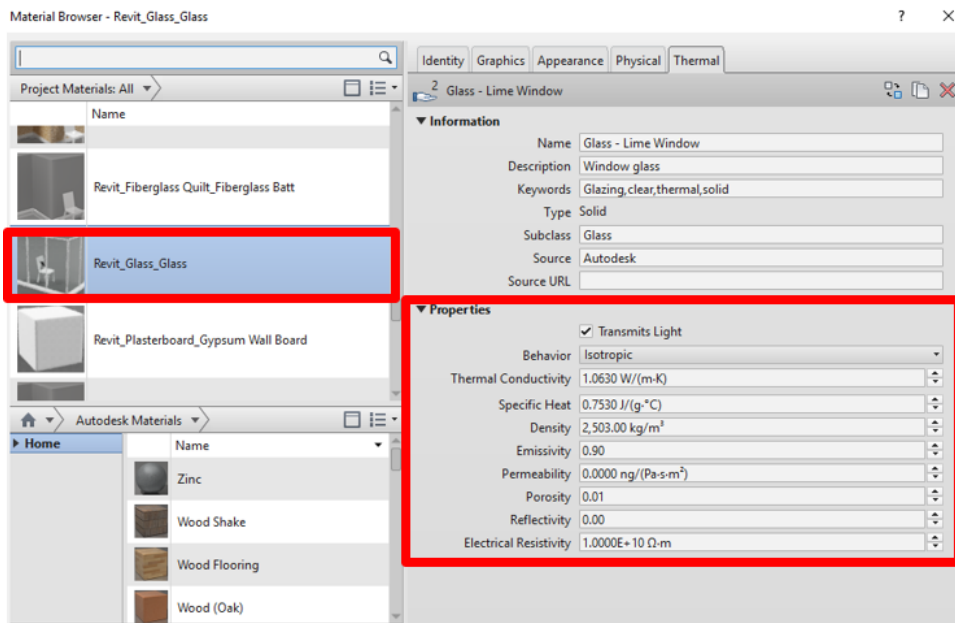 Material Browser - Revit_Glass_Glass
?
Project Materials: All
Name
Revit_Fiberglass Quilt_Fiberglass Batt
Revit_Glass_Glass
Revit_Plasterboard_Gypsum Wall Board
Autodesk Materials
Home
Name
Zinc
Wood Shake
Wood Flooring
Wood (Oak)
Identity Graphics Appearance Physical Thermal
2 Glass - Lime Window
Information
Name Glass - Lime Window
Description Window glass
Keywords Glazing,clear,thermal,solid
Type Solid
Subclass Glass
Source Autodesk
Source URL
Properties
Transmits Light
Behavior Isotropic
Thermal Conductivity 1.0630 W/(m·K)
Specific Heat 0.7530 J/(g·°C)
Density 2,503.00 kg/m³
Emissivity 0.90
Permeability 0.0000 ng/(Pa·s·m²)
Porosity 0.01
Reflectivity 0.00
Electrical Resistivity 1.0000E+10 Ω·m